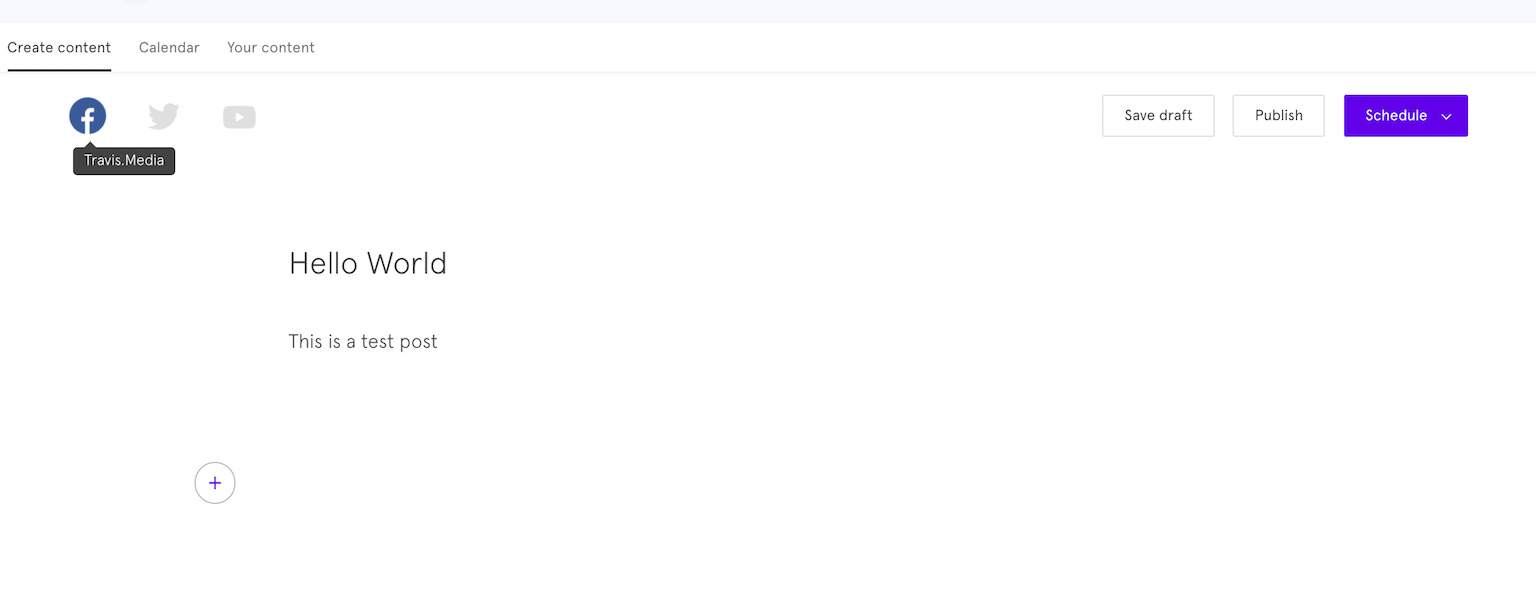 Create content Calendar Your content
Save draft Publish Schedule
Travis.Media
Hello World
This is a test post